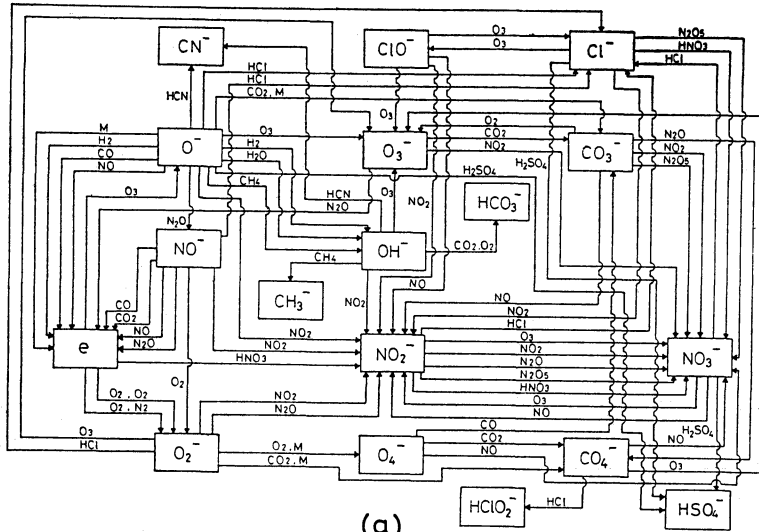 O₃ N₂O₅
CN⁻ ClO⁻ O₃ Cl⁻ HNO₃
HCl HCl
HCl
HCN CO₂.M O₃ O₂
M O₃ CO₂ N₂O
H₂ O⁻ H₂ O₃⁻ NO₂ CO₃⁻ NO₂
CO H₂O N₂O₅
NO H₂SO₄ H₂SO₄
CH₄ HCN O₃
O₃ N₂O NO₂ HCO₃⁻
N₂O
NO⁻ OH⁻ CO₂.O₂
CH₄
CO CH₃⁻ NO₂ NO NO
CO₂ NO₂
NO NO₂ HCl
e N₂O NO₂ NO₂⁻ O₃ NO₃⁻
HNO₃ NO₂
N₂O
O₂.O₂ O₂ N₂O₅
O₂.N₂ NO₂ HNO₃
N₂O O₃
NO
O₃ CO H₂SO₄
HCl O₂⁻ O₂.M O₄⁻ CO₂ CO₄⁻ NO
CO₂.M NO O₃
HClO₂⁻ HCl HSO₄⁻
(a)